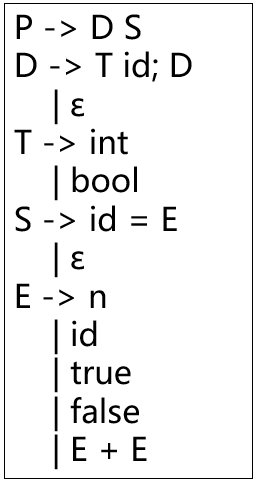 P -> D S
D -> T id; D
| ε
T -> int
| bool
S -> id = E
| ε
E -> n
| id
| true
| false
| E + E